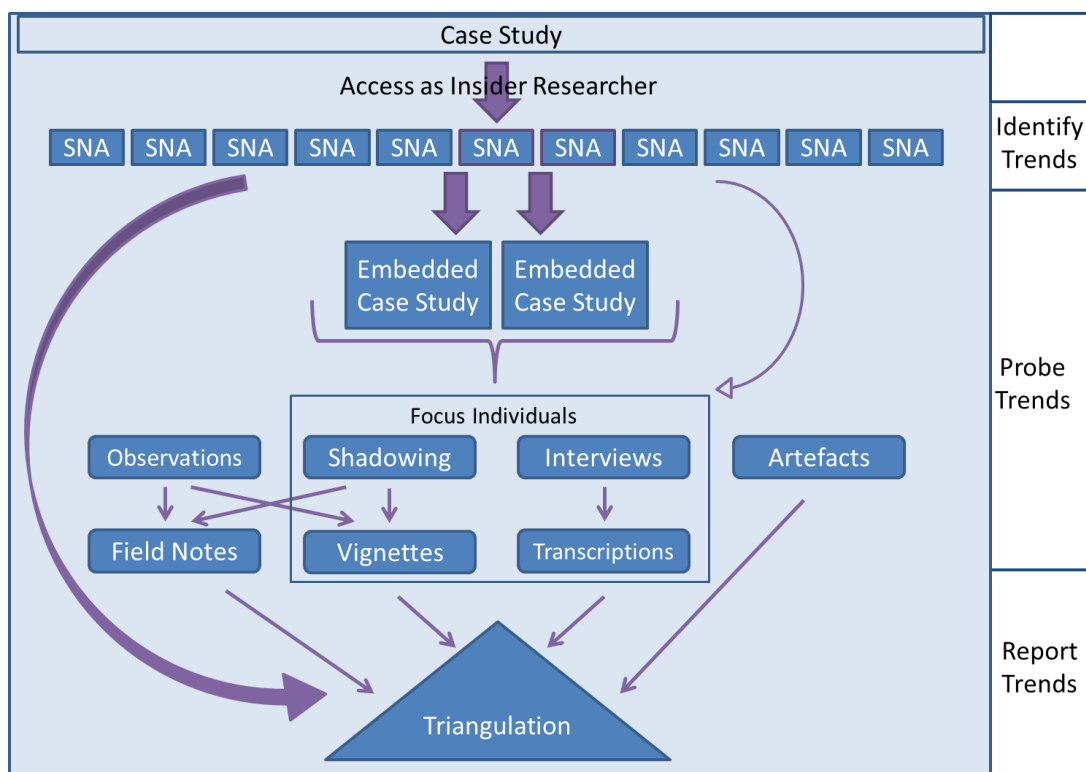 Case Study
Access as Insider Researcher
SNA SNA SNA SNA SNA SNA SNA SNA SNA SNA SNA
Identify
Trends
Embedded
Case Study
Embedded
Case Study
Probe
Trends
Focus Individuals
Observations
Shadowing
Interviews
Artefacts
Field Notes
Vignettes
Transcriptions
Report
Trends
Triangulation